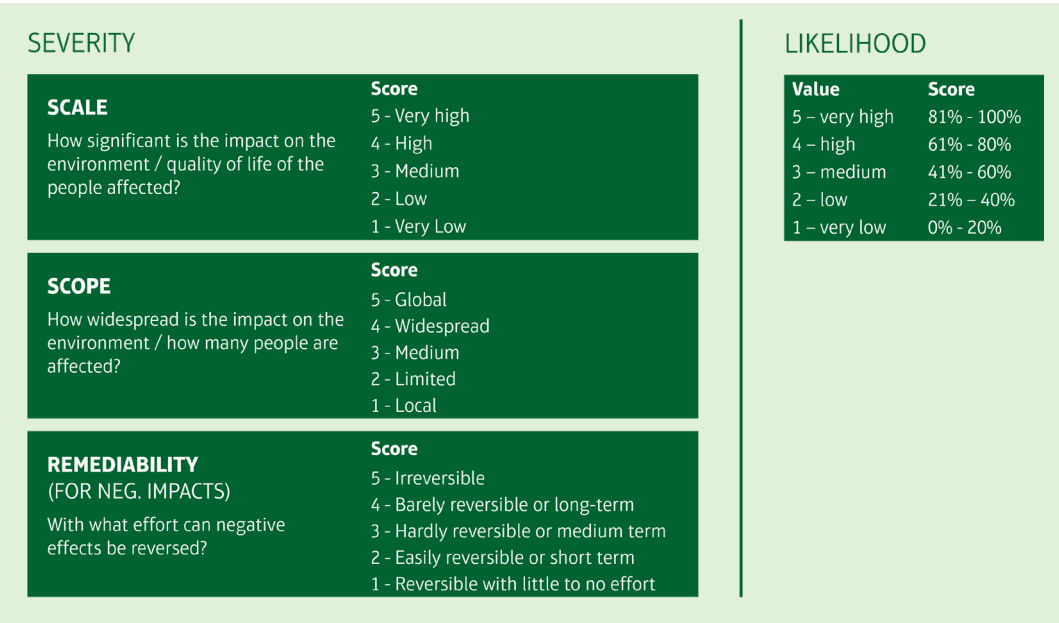 SEVERITY
SCALE
How significant is the impact on the
environment / quality of life of the
people affected?
Score
5 - Very high
4 - High
3 - Medium
2 - Low
1 - Very Low
SCOPE
How widespread is the impact on the
environment / how many people are
affected?
Score
5 - Global
4 - Widespread
3 - Medium
2 - Limited
1 - Local
REMEDIABILITY
(FOR NEG. IMPACTS)
With what effort can negative
effects be reversed?
Score
5 - Irreversible
4 - Barely reversible or long-term
3 - Hardly reversible or medium term
2 - Easily reversible or short term
1 - Reversible with little to no effort
LIKELIHOOD
Value Score
5 – very high 81% - 100%
4 – high 61% - 80%
3 – medium 41% - 60%
2 – low 21% – 40%
1 – very low 0% - 20%